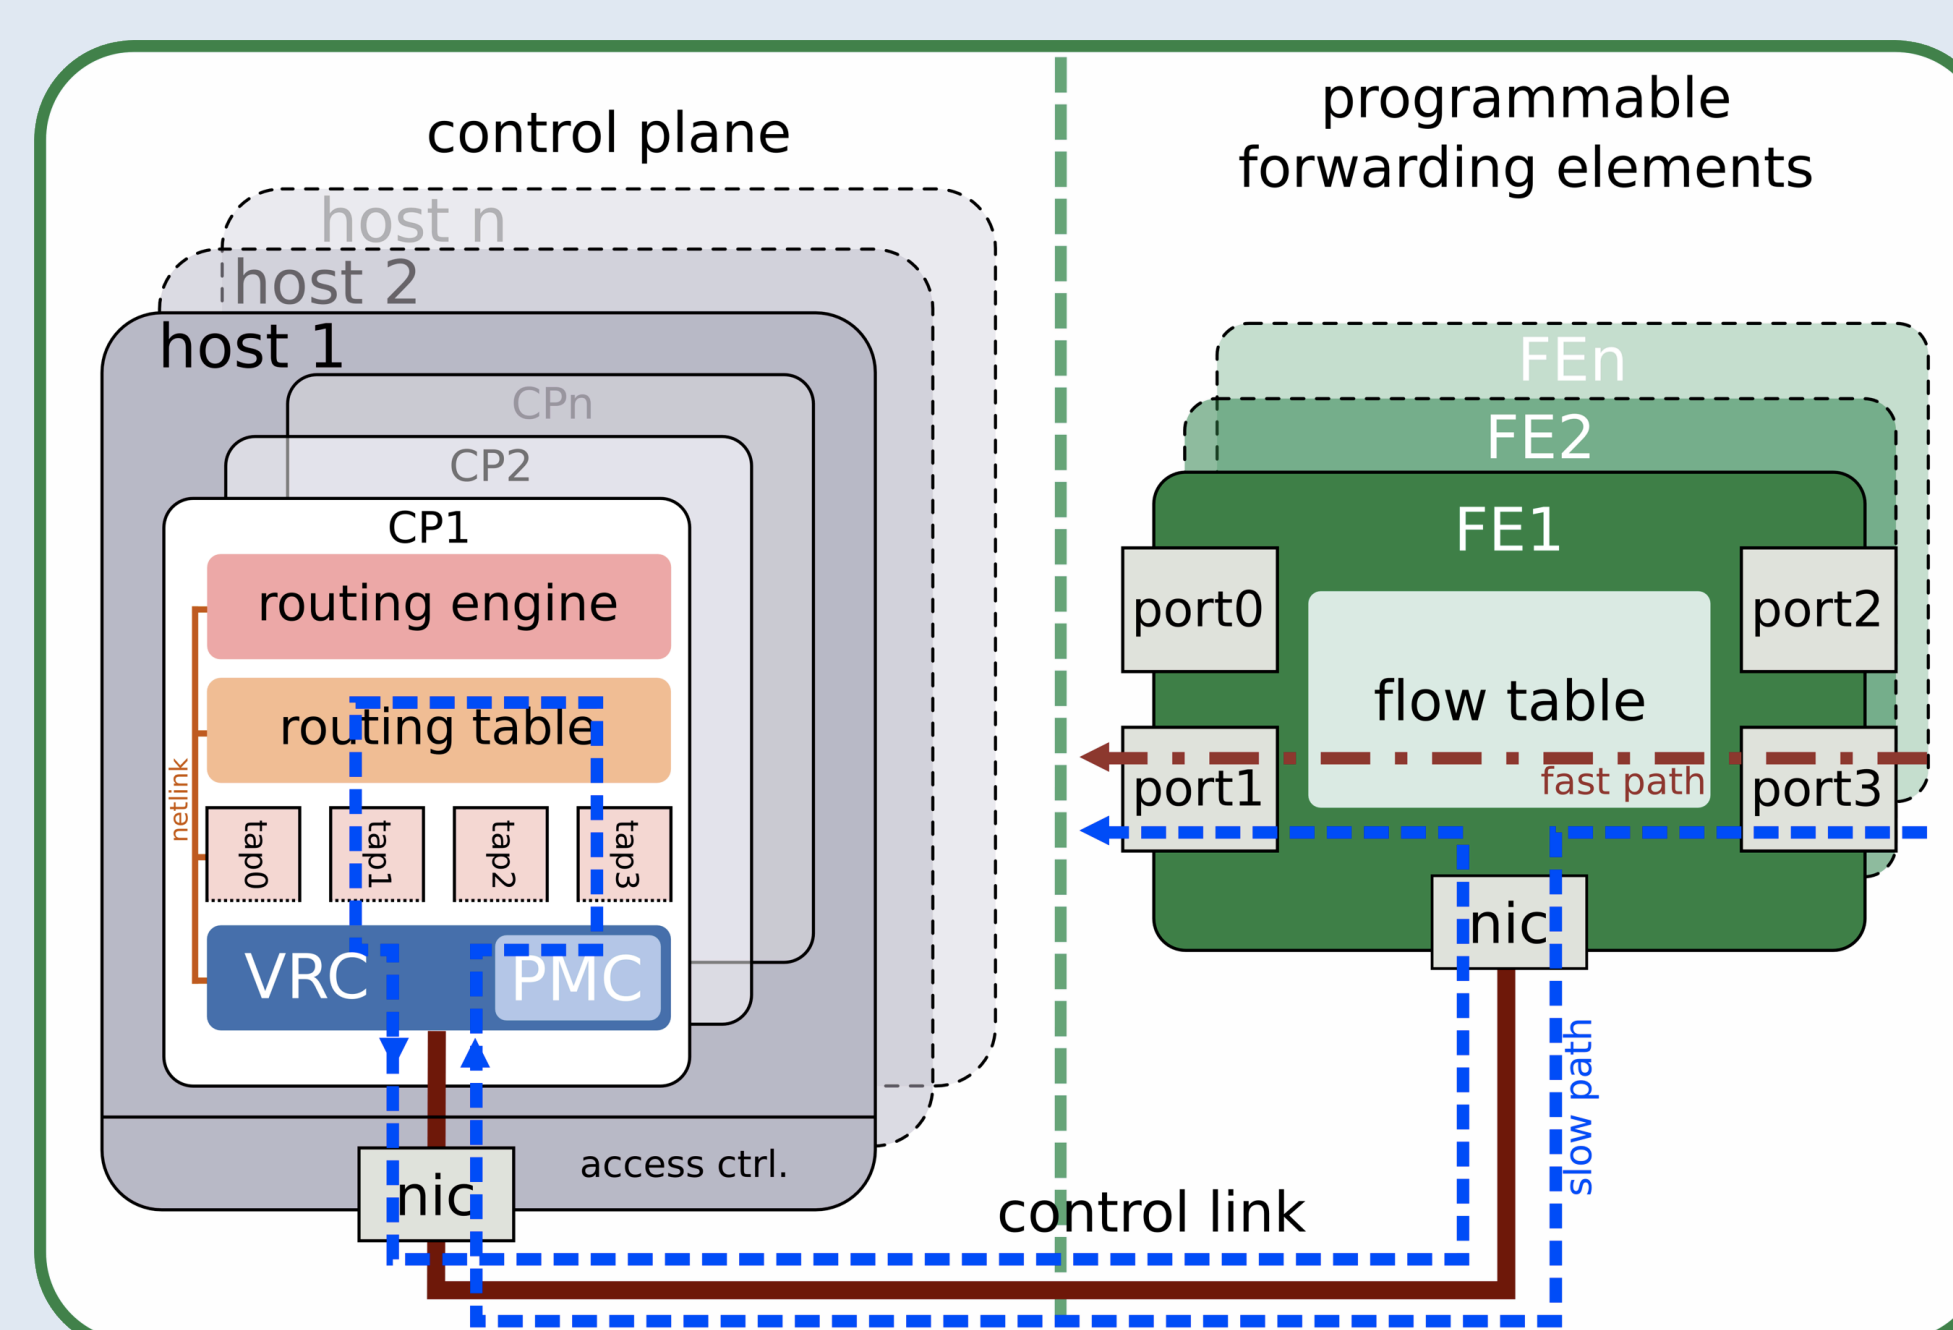 control plane
programmable
forwarding elements
host n
host 2
host 1
CPn
CP2
CP1
routing engine
routing table
netlink
tap0
tap1
tap2
tap3
VRC
PMC
nic
access ctrl.
control link
FEn
FE2
FE1
port0
port2
flow table
fast path
port1
port3
nic
slow path